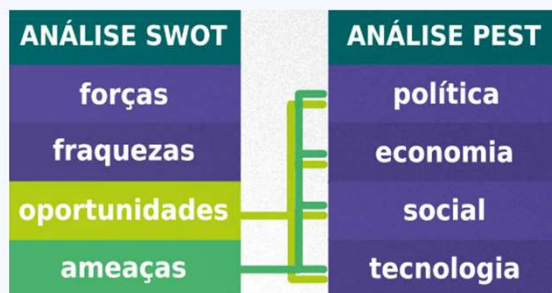 ANÁLISE SWOT
forças
fraquezas
oportunidades
ameaças
ANÁLISE PEST
política
economia
social
tecnologia